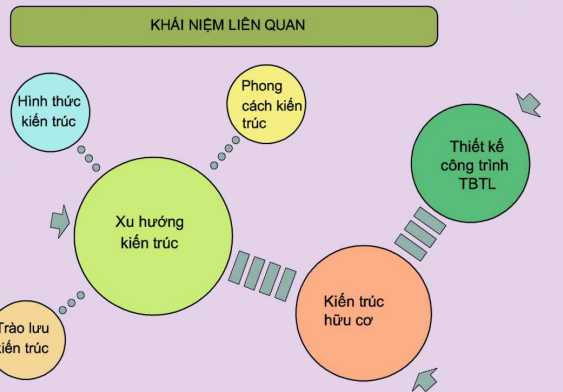 KHÁI NIỆM LIÊN QUAN
Hình thức
kiến trúc
Phong
cách kiến
trúc
Thiết kế
công trình
TBTL
Xu hướng
kiến trúc
Kiến trúc
hữu cơ
Trào lưu
kiến trúc